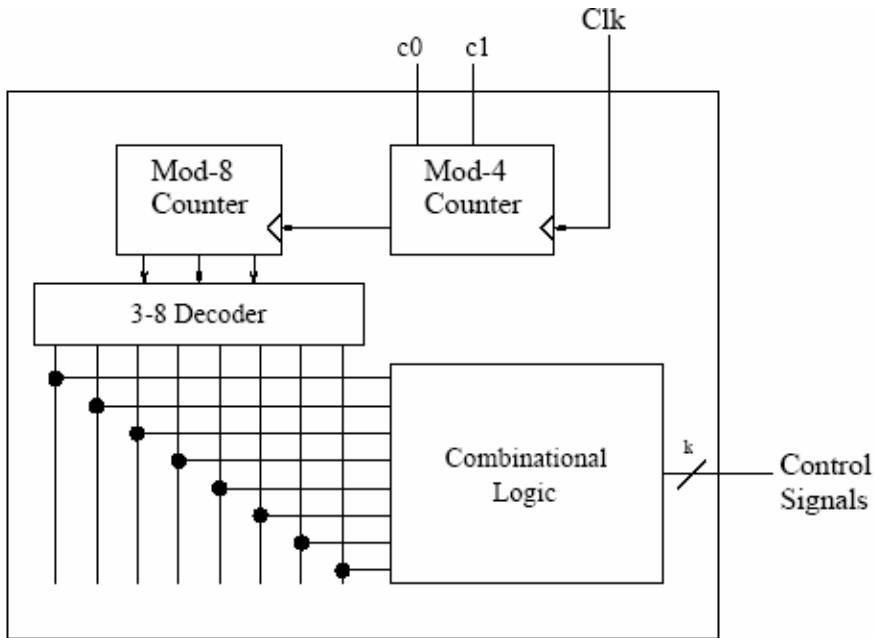 Clk
c0
c1
Mod-8
Counter
Mod-4
Counter
3-8 Decoder
Combinational
Logic
k
Control
Signals